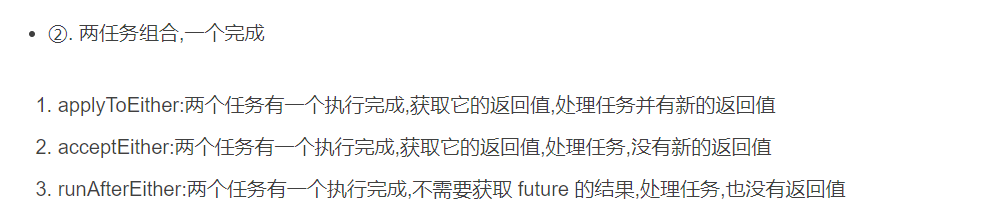 • ②. 两任务组合,一个完成
1. applyToEither:两个任务有一个执行完成,获取它的返回值,处理任务并有新的返回值
2. acceptEither:两个任务有一个执行完成,获取它的返回值,处理任务,没有新的返回值
3. runAfterEither:两个任务有一个执行完成,不需要获取 future 的结果,处理任务,也没有返回值